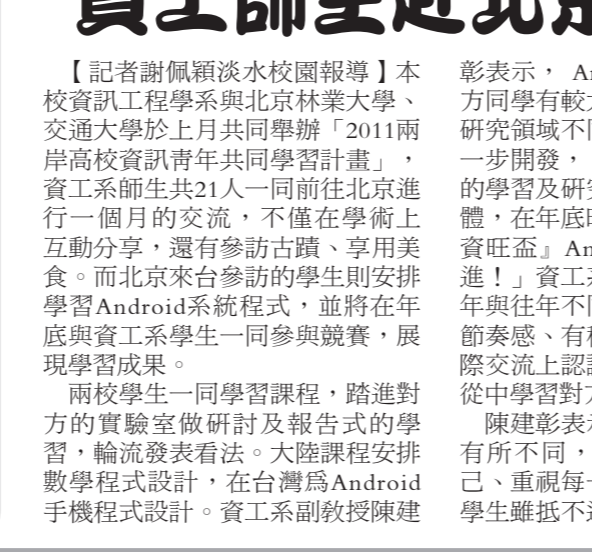 資工師生赴北京
【記者謝佩穎淡水校園報導】本
校資訊工程學系與北京林業大學、
交通大學於上月共同舉辦「2011兩
岸高校資訊青年共同學習計畫」，
資工系師生共21人一同前往北京進
行一個月的交流，不僅在學術上
互動分享，還有參訪古蹟、享用美
食。而北京來台參訪的學生則安排
學習Android系統程式，並將在年
底與資工系學生一同參與競賽，展
現學習成果。
兩校學生一同學習課程，踏進對
方的實驗室做研討及報告式的學
習，輪流發表看法。大陸課程安排
數學程式設計，在台灣為Android
手機程式設計。資工系副教授陳建
彰表示， An
方同學有較
研究領域不
一步開發，
的學習及研
體，在年底
資旺盃』An
進！」資工
年與往年不
節奏感、有
際交流上認
從中學習對
陳建彰表
有所不同，
己、重視每
學生雖抵不